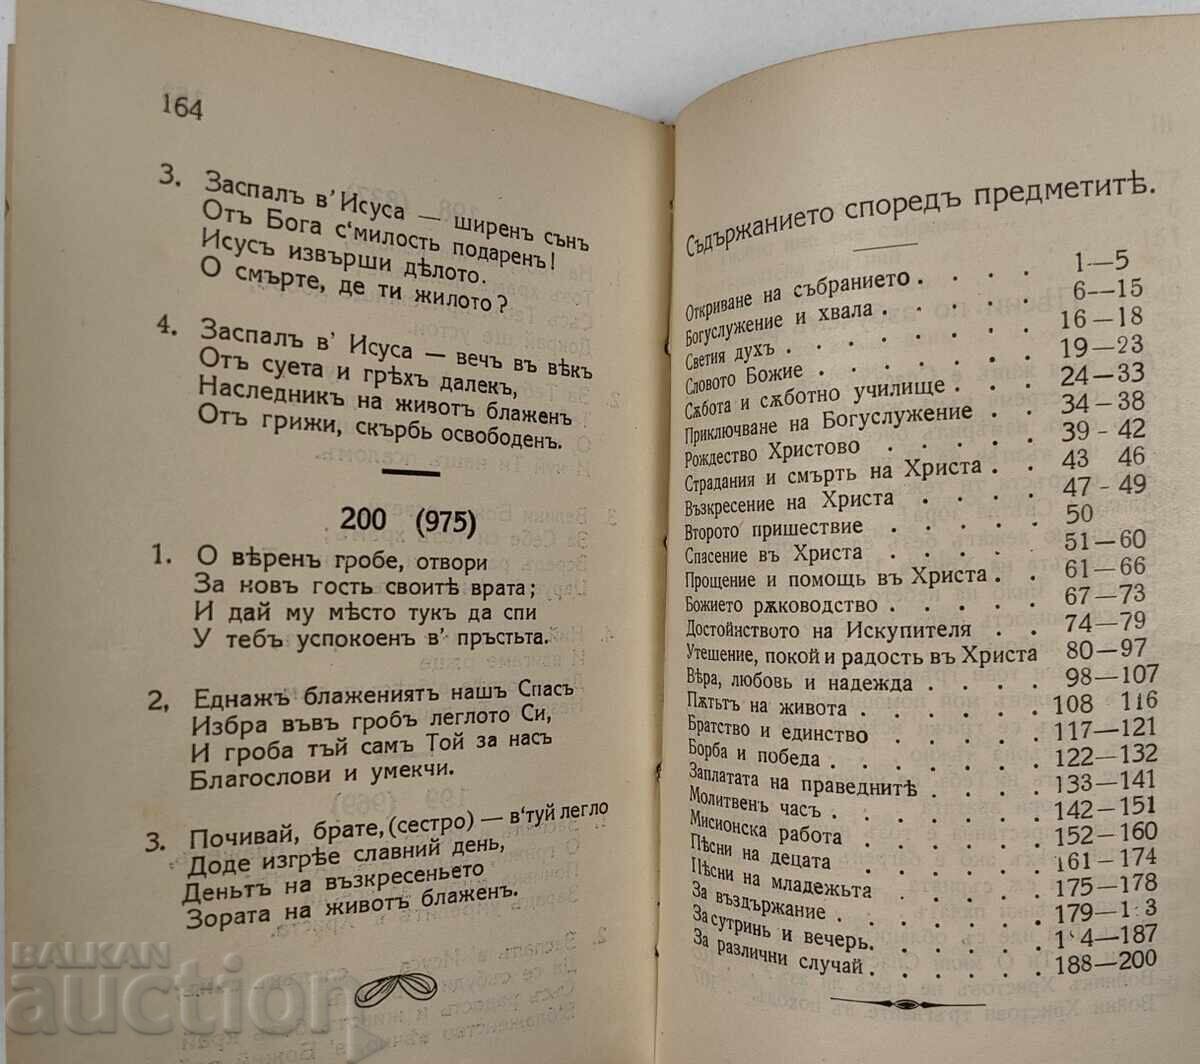 164
3. Заспалъ в' Исуса — ширенъ сънъ
Отъ Бога с'милость подаренъ!
Исусъ извърши дѣлото.
О смърте, де ти жилото?
4. Заспалъ в' Исуса — вечъ въ вѣкъ
Отъ суета и грѣхъ далекъ,
Наследникъ на животъ блаженъ
Отъ грижи, скърбь освободенъ.
200 (975)
1. О вѣренъ гробе, отвори
За новъ гость своитѣ врата;
И дай му мѣсто тукъ да спи
У тебъ успокоенъ в' пръстьта.
2, Еднажъ блажениятъ нашъ Спасъ
Избра въвъ гробъ леглото Си,
И гроба тъй самъ Той за насъ
Благослови и умекчи.
3. Почивай, брате, (сестро) — в'туй легло
Доде изгрѣе славний день,
Деньтъ на възкресеньето
Зората на животъ блаженъ.
Съдържанието споредъ предметитѣ.
Откриване на събранието . . . . 1—5
Богуслужение и хвала . . . . . 6—15
Светия духъ . . . . . . . 16—18
Словото Божие . . . . . . 19—23
Сѫбота и сѫботно училище . . . 24—33
Приключване на Богуслужение . . 34—38
Рождество Христово . . . . . 39-42
Страдания и смърть на Христа . . 43 46
Възкресение на Христа . . . . 47-49
Второто пришествие . . . . . 50
Спасение въ Христа . . . . . 51—60
Прощение и помощь въ Христа . . 61—66
Божието рѫководство . . . . . 67—73
Достойнството на Искупителя . . 74—79
Утешение, покой и радость въ Христа 80—97
Вѣра, любовь и надежда . . . . 98—107
Пѫтьтъ на живота . . . . . . 108 116
Братство и единство . . . . . 117—121
Борба и победа . . . . . . . 122—132
Заплатата на праведнитѣ . . . . 133—141
Молитвенъ часъ . . . . . . . 142—151
Мисионска работа . . . . . . 152—160
Пѣсни на децата . . . . . . 161—174
Пѣсни на младежьта . . . . . 175—178
За въздържание . . . . . . . 179—1 3
За сутринь и вечерь. . . . . . 1 4—187
За различни случай . . . . . . 188—200
BALKAN
auction